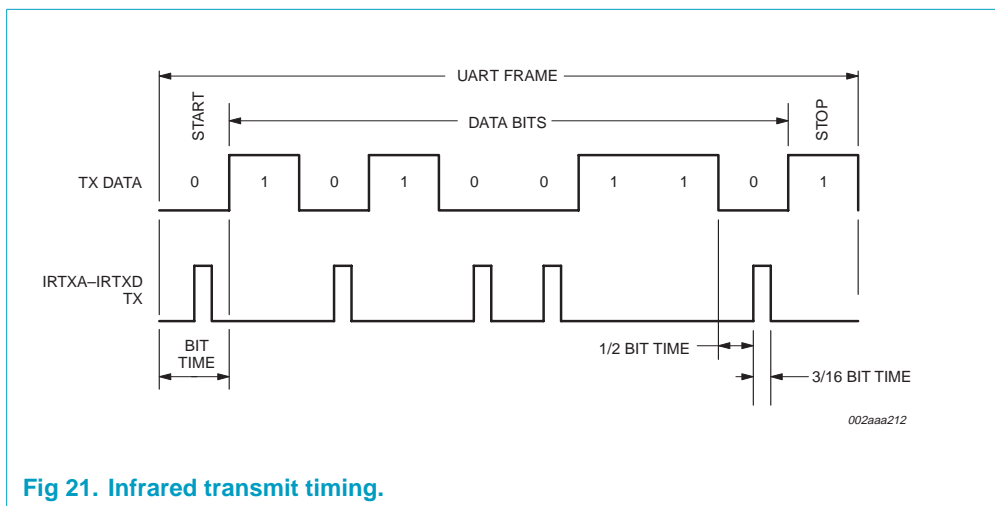 UART FRAME
START
DATA BITS
STOP
TX DATA
0 1 0 1 0 0 1 1 0 1
IRTXA–IRTXD
TX
BIT
TIME
1/2 BIT TIME
3/16 BIT TIME
002aaa212
Fig 21. Infrared transmit timing.